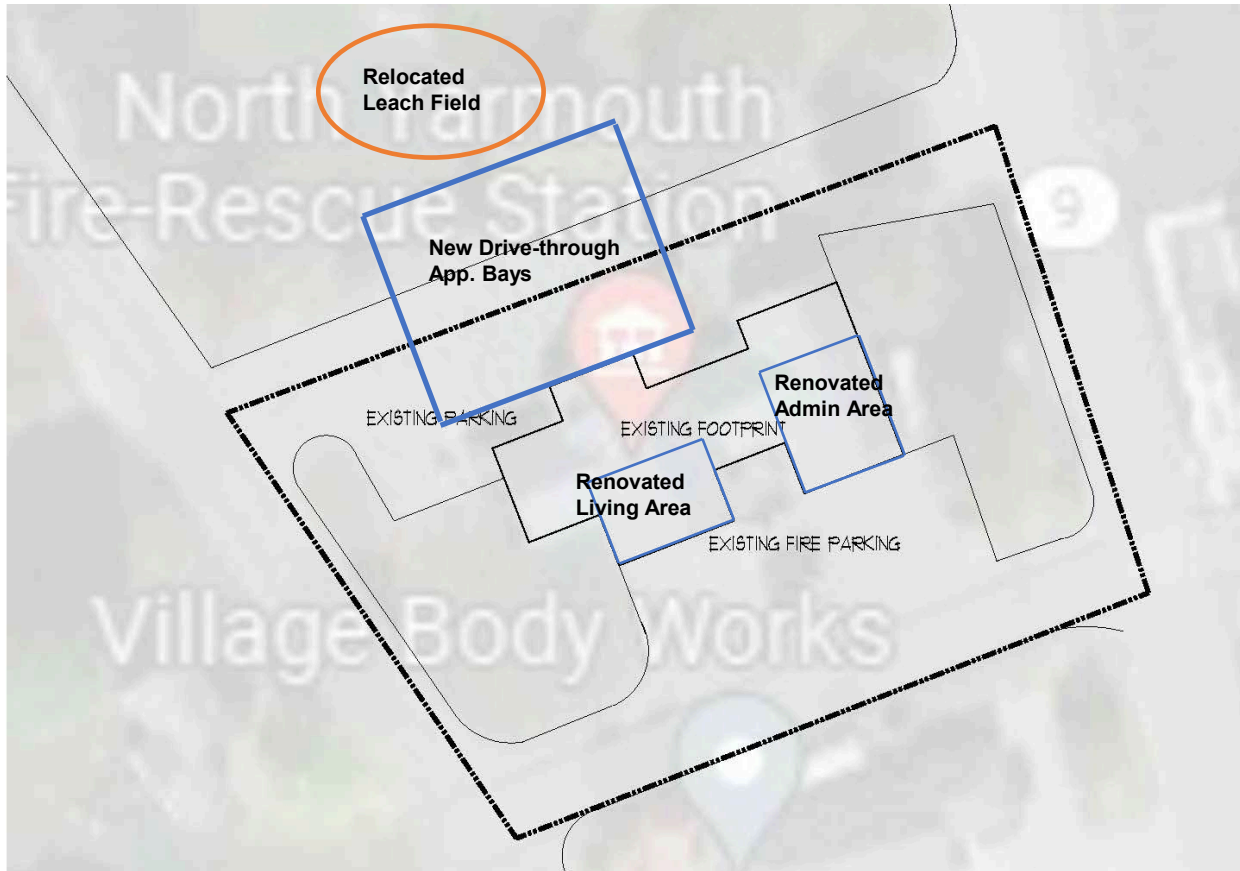 Relocated
Leach Field
North Yarmouth
Fire-Rescue Station
9
New Drive-through
App. Bays
Renovated
Admin Area
EXISTING PARKING
EXISTING FOOTPRINT
Renovated
Living Area
EXISTING FIRE PARKING
Village Body Works